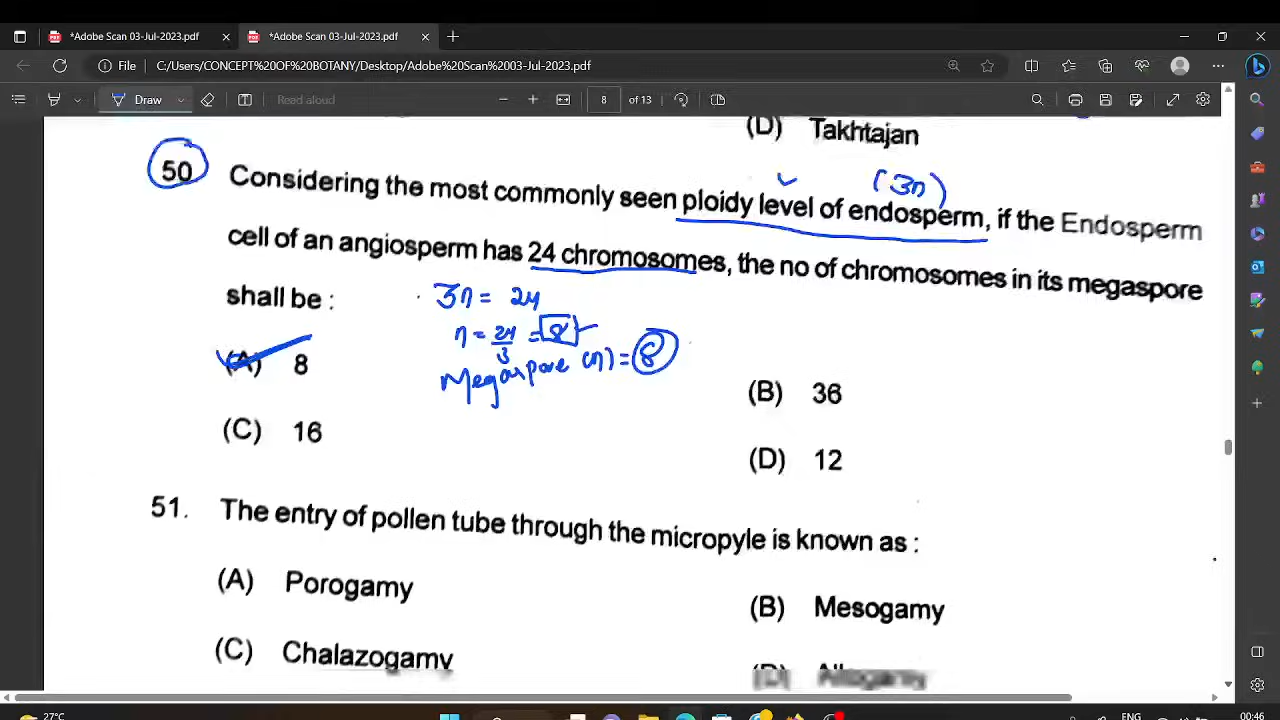 *Adobe Scan 03-Jul-2023.pdf
*Adobe Scan 03-Jul-2023.pdf
File C:/Users/CONCEPT%20OF%20BOTANY/Desktop/Adobe%20Scan%2003-Jul-2023.pdf
Draw Read aloud 8 of 13
(D) Takhtajan
(3n)
50 Considering the most commonly seen ploidy level of endosperm, if the Endosperm
cell of an angiosperm has 24 chromosomes, the no of chromosomes in its megaspore
shall be :
3n = 24
n = 24/3 = 8
Megaspore (n) = 8
(A) 8
(B) 36
(C) 16
(D) 12
51. The entry of pollen tube through the micropyle is known as :
(A) Porogamy
(B) Mesogamy
(C) Chalazogamy
(D) Allogamy
27°C
00:46